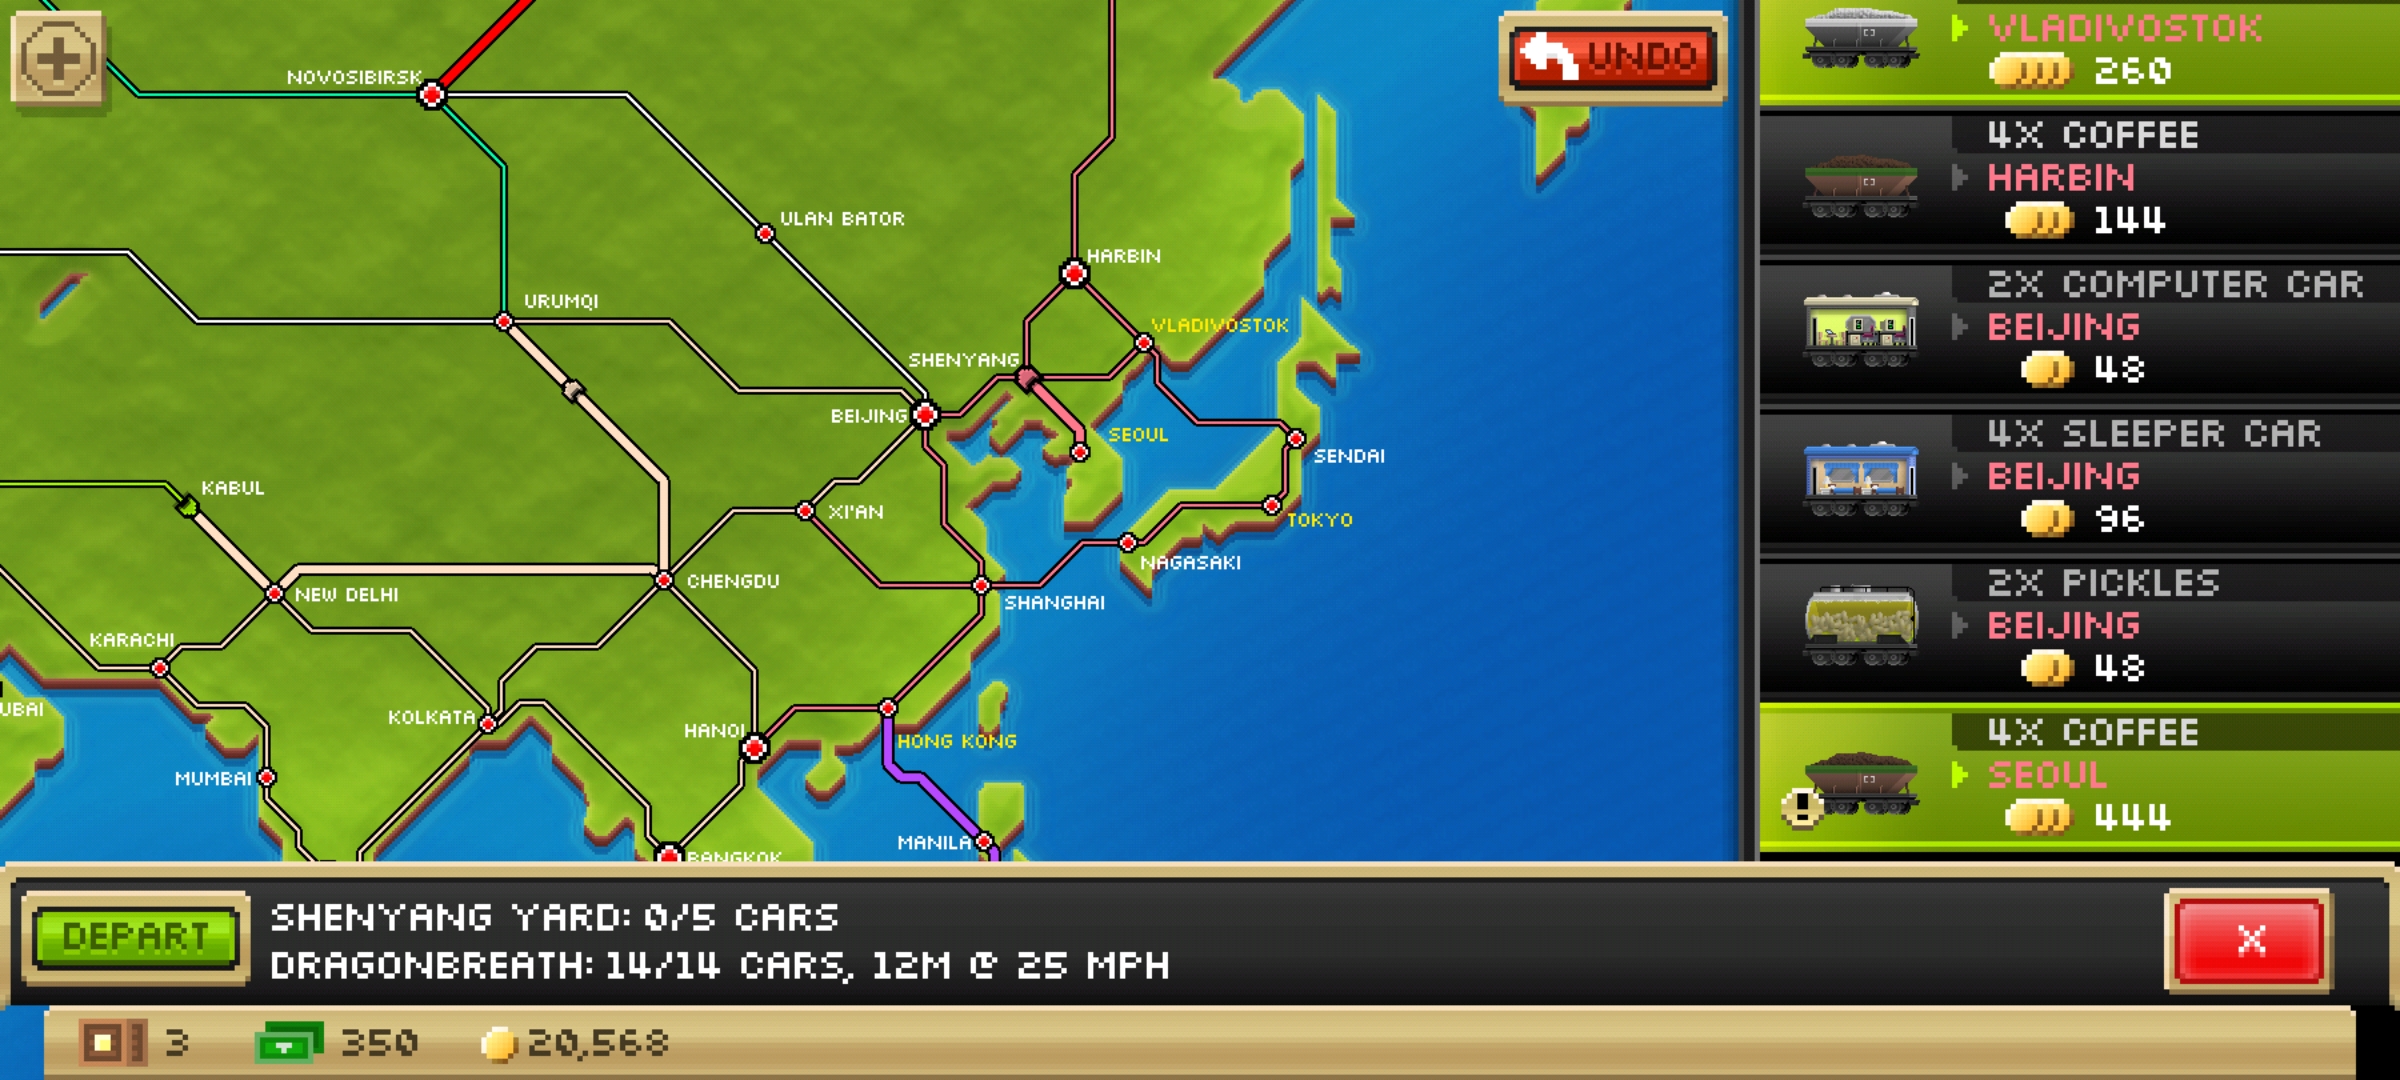 UNDO
NOVOSIBIRSK
ULAN BATOR
HARBIN
URUMQI
VLADIVOSTOK
SHENYANG
BEIJING
SEOUL
SENDAI
KABUL
XI'AN
TOKYO
NAGASAKI
CHENGDU
NEW DELHI
SHANGHAI
KARACHI
UBAI
KOLKATA
HANOI
HONG KONG
MUMBAI
MANILA
BANGKOK
VLADIVOSTOK
260
4X COFFEE
HARBIN
144
2X COMPUTER CAR
BEIJING
48
4X SLEEPER CAR
BEIJING
96
2X PICKLES
BEIJING
48
4X COFFEE
SEOUL
444
DEPART
SHENYANG YARD: 0/5 CARS
DRAGONBREATH: 14/14 CARS, 12M @ 25 MPH
X
3
350
20,568